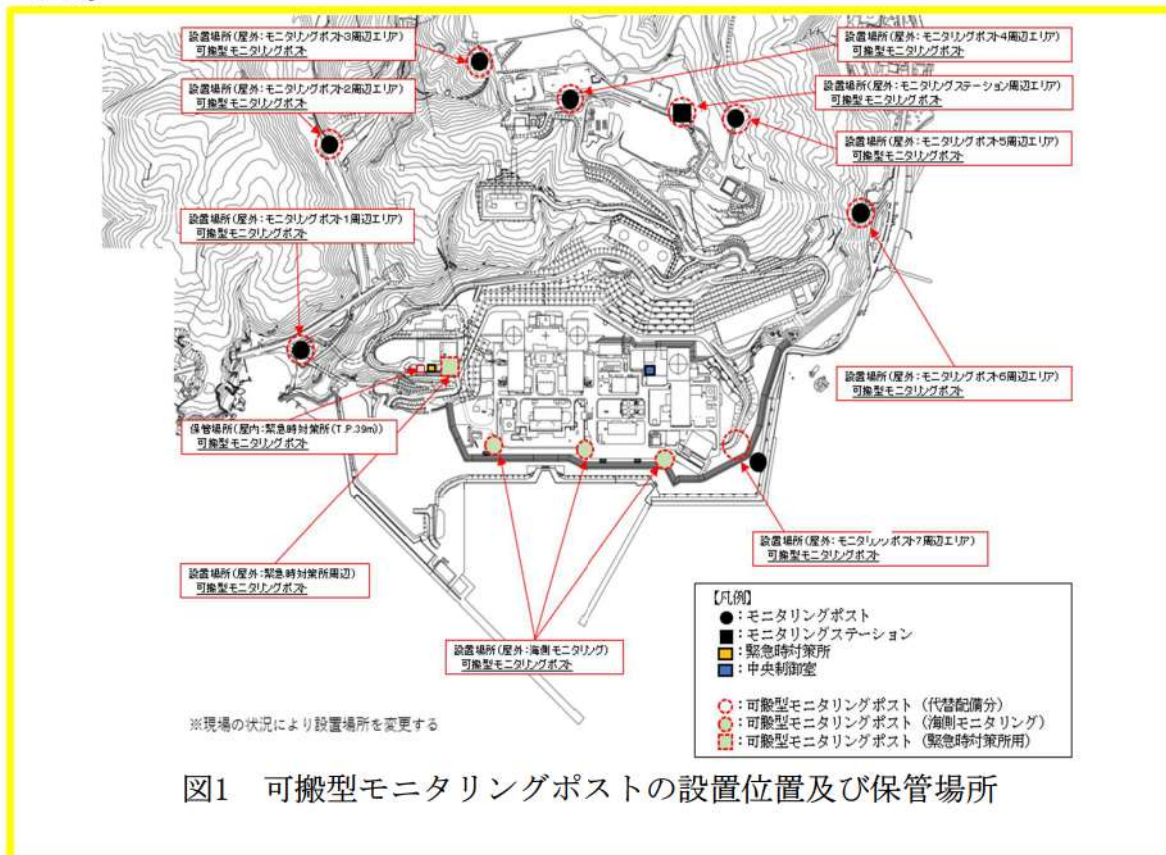 設置場所(屋外:モニタリングポスト3周辺エリア)
可搬型モニタリングポスト
設置場所(屋外:モニタリングポスト4周辺エリア)
可搬型モニタリングポスト
設置場所(屋外:モニタリングポスト2周辺エリア)
可搬型モニタリングポスト
設置場所(屋外:モニタリングステーション周辺エリア)
可搬型モニタリングポスト
設置場所(屋外:モニタリングポスト5周辺エリア)
可搬型モニタリングポスト
設置場所(屋外:モニタリングポスト1周辺エリア)
可搬型モニタリングポスト
設置場所(屋外:モニタリングポスト6周辺エリア)
可搬型モニタリングポスト
保管場所(屋内:緊急時対策所(T.P.39m))
可搬型モニタリングポスト
設置場所(屋外:モニタリングポスト7周辺エリア)
可搬型モニタリングポスト
設置場所(屋外:緊急時対策所周辺)
可搬型モニタリングポスト
設置場所(屋外:海側モニタリング)
可搬型モニタリングポスト
【凡例】
●:モニタリングポスト
■:モニタリングステーション
:緊急時対策所
:中央制御室
:可搬型モニタリングポスト(代替配備分)
:可搬型モニタリングポスト(海側モニタリング)
:可搬型モニタリングポスト(緊急時対策所用)
※現場の状況により設置場所を変更する
図1 可搬型モニタリングポストの設置位置及び保管場所